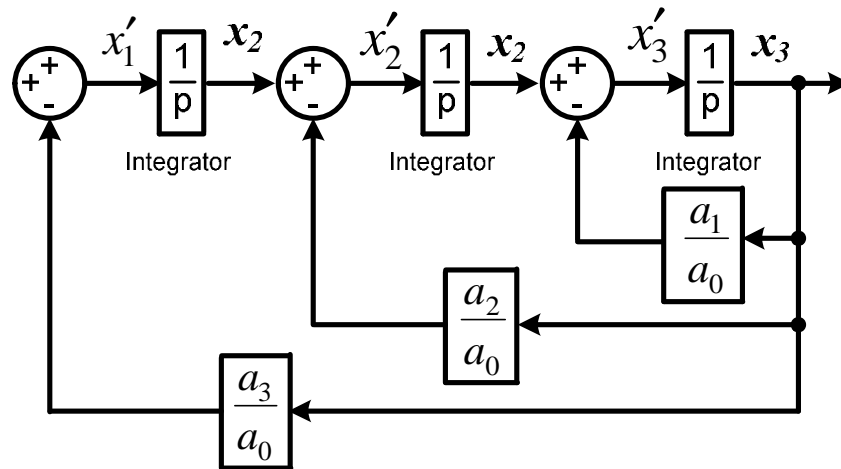 x′₁ 1/p x₂ x′₂ 1/p x₂ x′₃ 1/p x₃
+ + - + + - + + -
Integrator Integrator Integrator
a₁/a₀
a₂/a₀
a₃/a₀